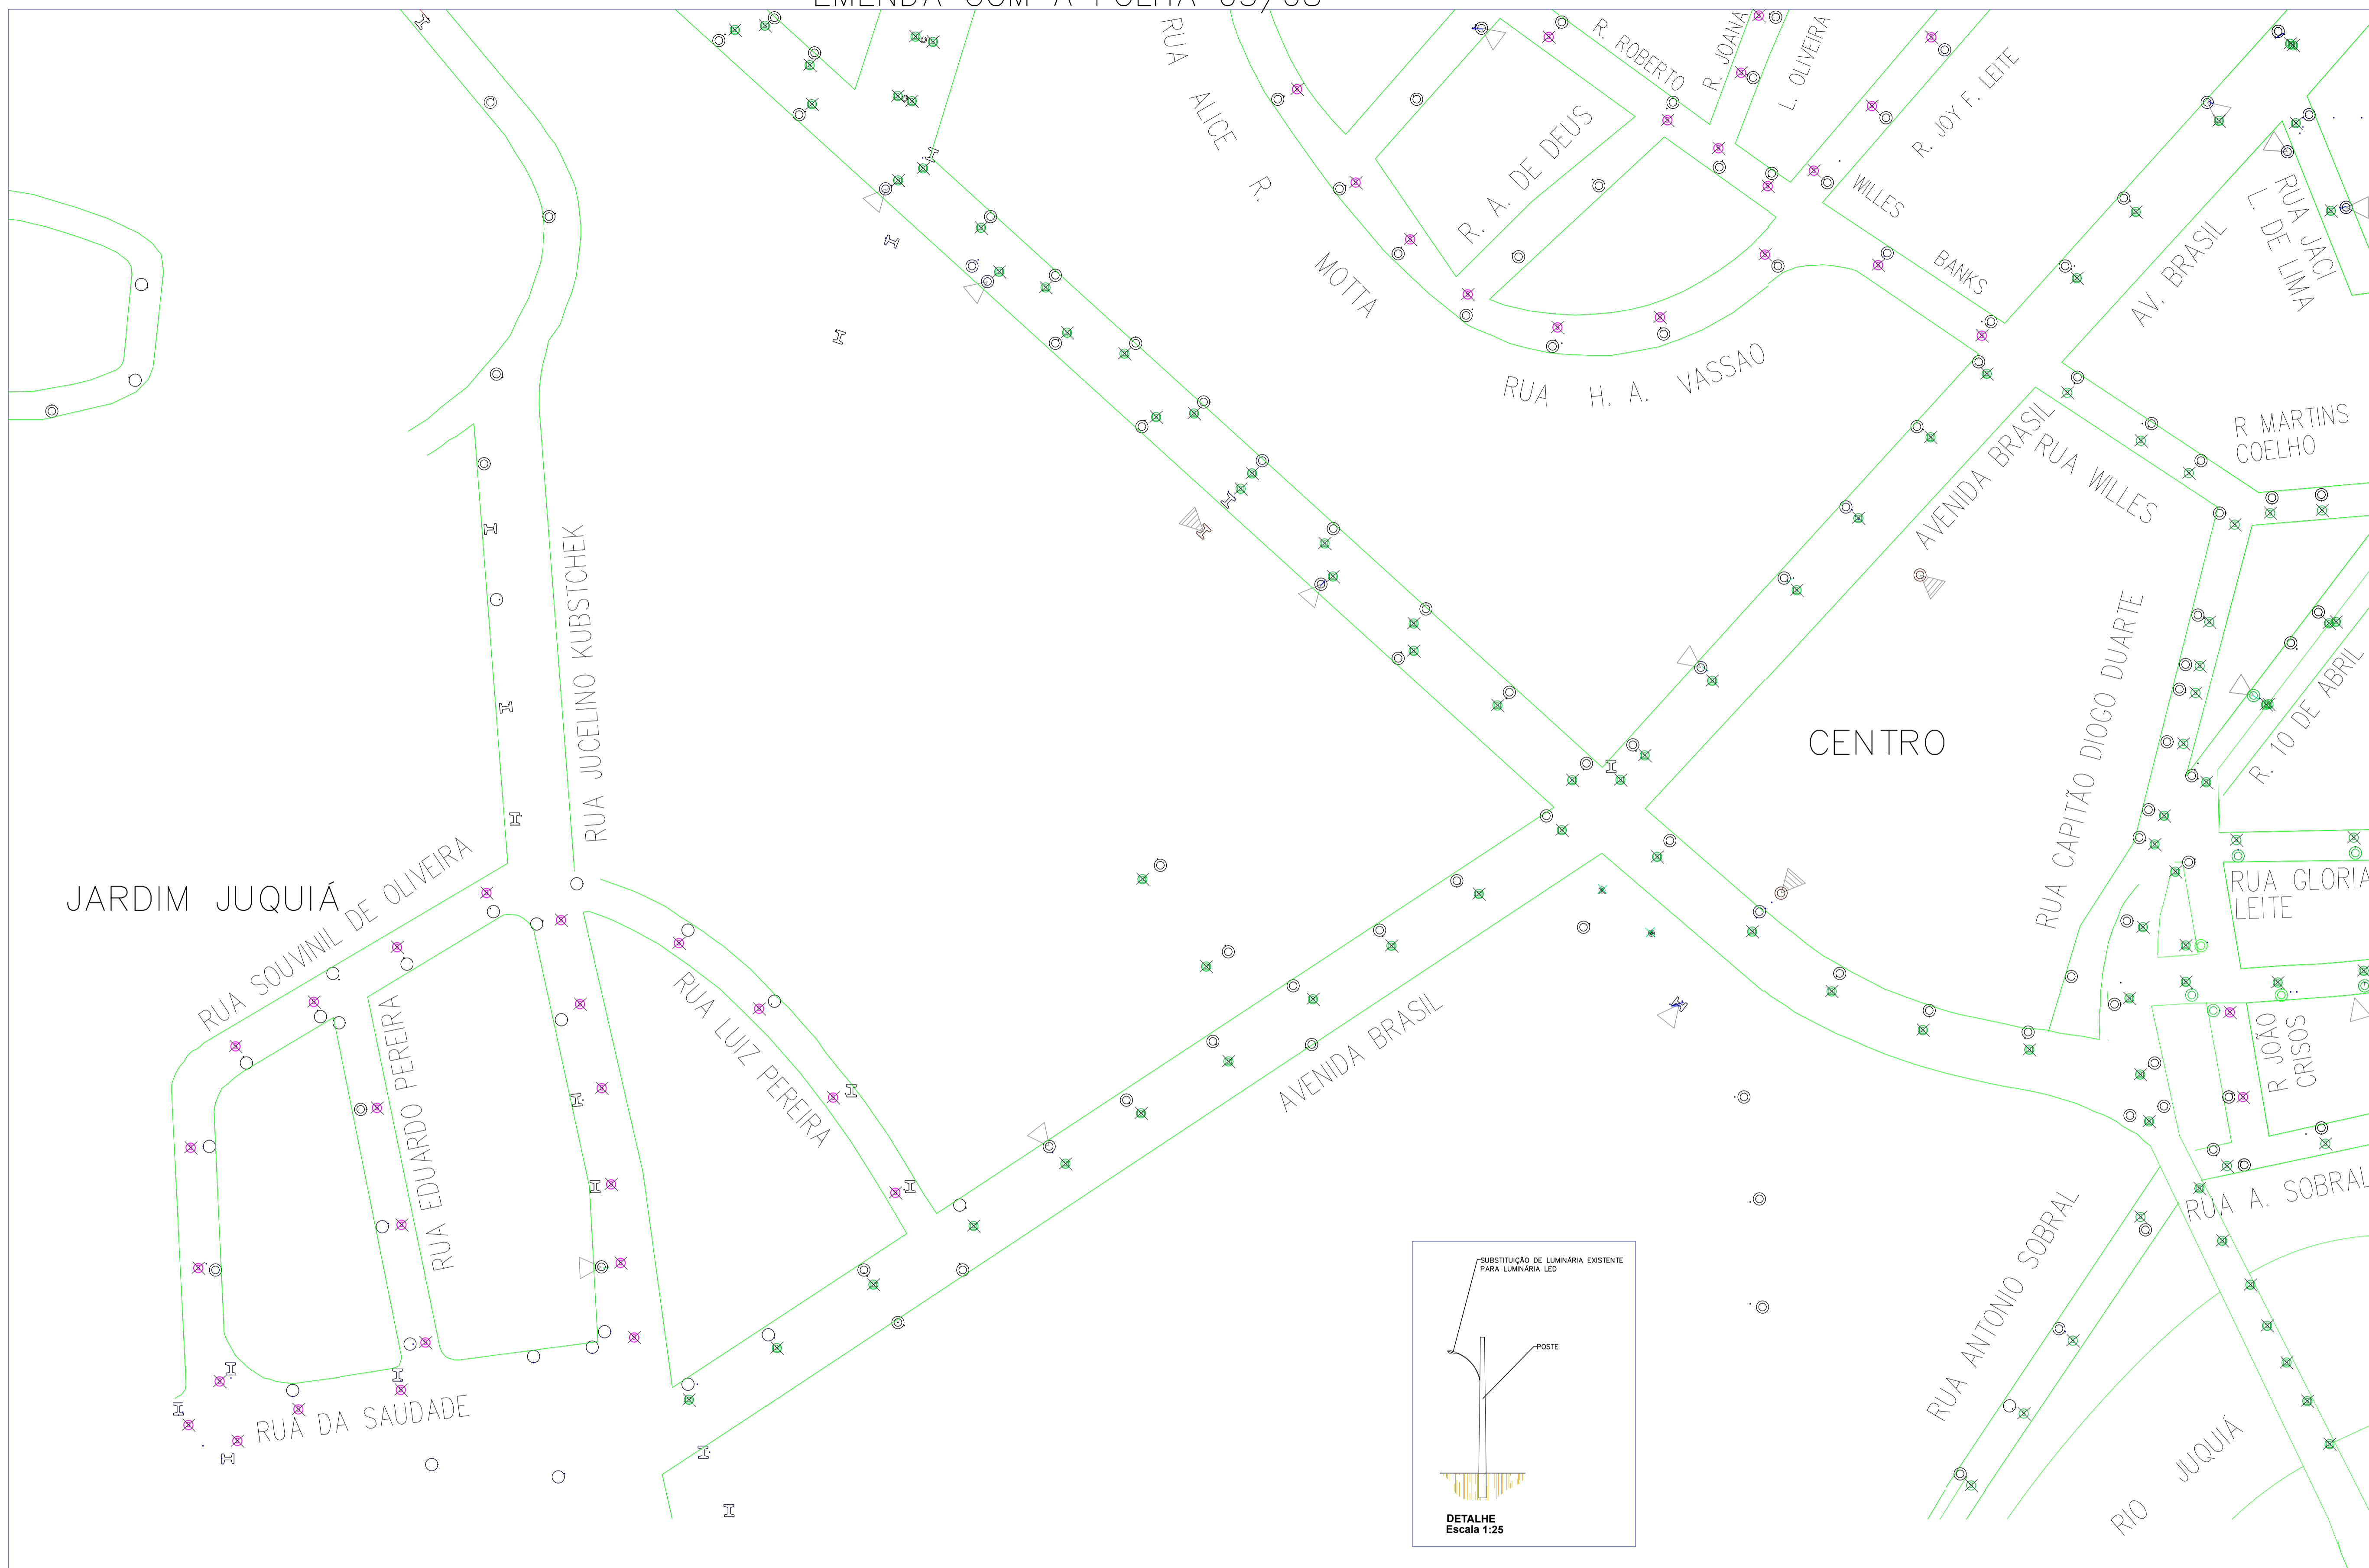 EMENDA COM A FOLHA 03/08
RUA ALICE R. MOTTA
R. ROBERTO
R. JOANA
L. OLIVEIRA
R. JOY F. LEITE
R. A. DE DEUS
WILLES BANKS
RUA JACI
L. DE LIMA
AV. BRASIL
RUA H. A. VASSAO
R MARTINS
COELHO
AVENIDA BRASIL
RUA WILLES
RUA JUCELINO KUBSTCHEK
RUA CAPITÃO DIOGO DUARTE
R. 10 DE ABRIL
CENTRO
JARDIM JUQUIÁ
RUA SOUVINIL DE OLIVEIRA
RUA GLORIA
LEITE
RUA LUIZ PEREIRA
RUA EDUARDO PEREIRA
AVENIDA BRASIL
R JOÃO
CRISOS
RUA A. SOBRAL
RUA ANTONIO SOBRAL
RUA DA SAUDADE
RIO JUQUIÁ
SUBSTITUIÇÃO DE LUMINÁRIA EXISTENTE
PARA LUMINÁRIA LED
POSTE
DETALHE
Escala 1:25